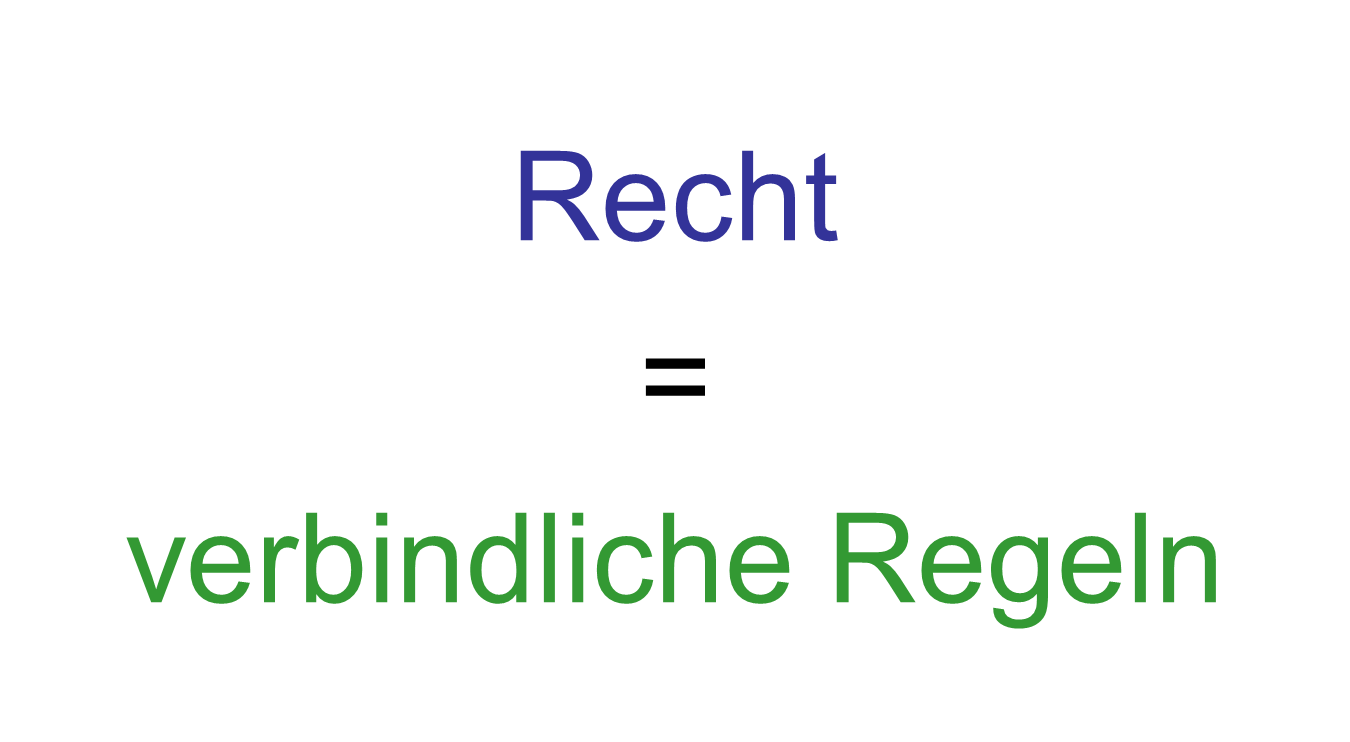 Recht
=
verbindliche Regeln